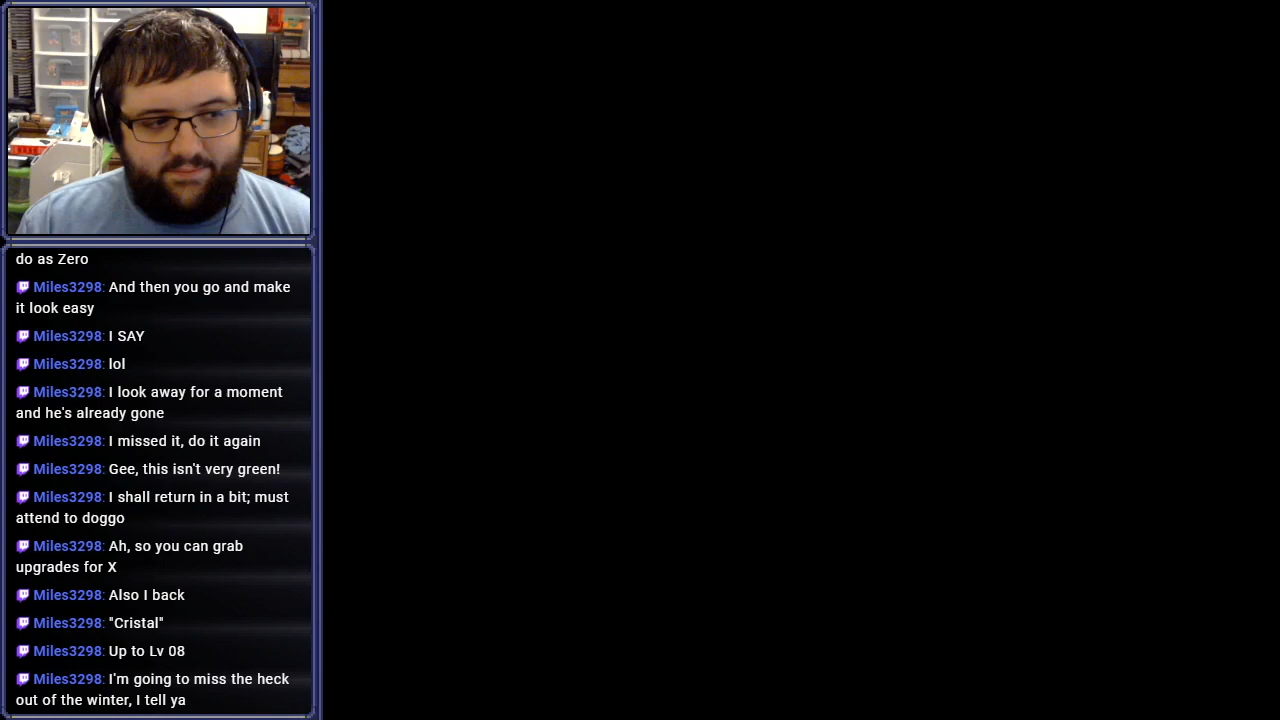 do as Zero
Miles3298: And then you go and make
it look easy
Miles3298: I SAY
Miles3298: lol
Miles3298: I look away for a moment
and he's already gone
Miles3298: I missed it, do it again
Miles3298: Gee, this isn't very green!
Miles3298: I shall return in a bit; must
attend to doggo
Miles3298: Ah, so you can grab
upgrades for X
Miles3298: Also I back
Miles3298: "Cristal"
Miles3298: Up to Lv 08
Miles3298: I'm going to miss the heck
out of the winter, I tell ya